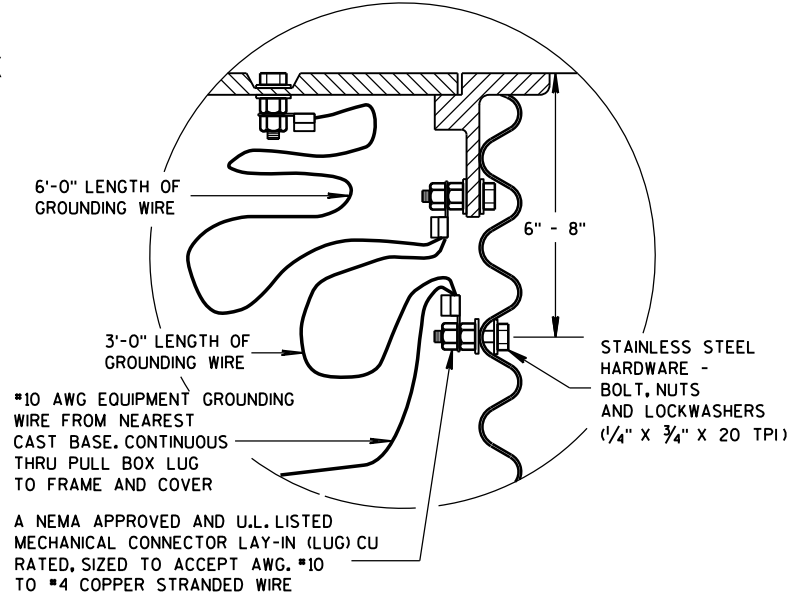 6'-0" LENGTH OF
GROUNDING WIRE
6" - 8"
3'-0" LENGTH OF
GROUNDING WIRE
STAINLESS STEEL
HARDWARE -
BOLT, NUTS
AND LOCKWASHERS
(1/4" X 3/4" X 20 TPI)
#10 AWG EQUIPMENT GROUNDING
WIRE FROM NEAREST
CAST BASE. CONTINUOUS
THRU PULL BOX LUG
TO FRAME AND COVER
A NEMA APPROVED AND U.L. LISTED
MECHANICAL CONNECTOR LAY-IN (LUG) CU
RATED, SIZED TO ACCEPT AWG. #10
TO #4 COPPER STRANDED WIRE